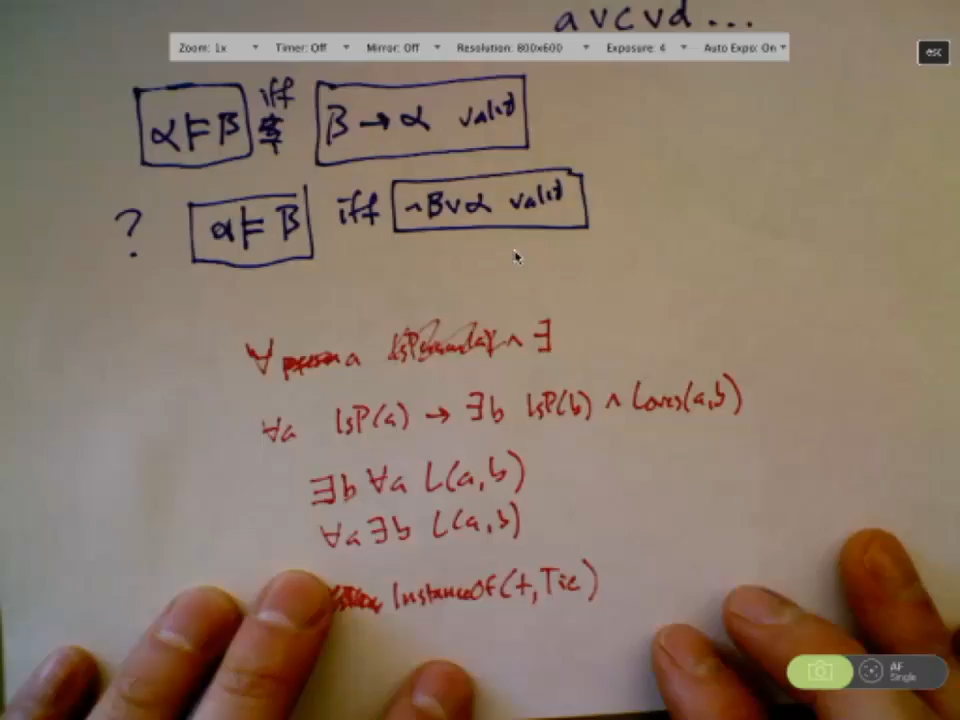 a v c v d ...
Zoom: 1x Timer: Off Mirror: Off Resolution: 800x600 Exposure: 4 Auto Expo: On
esc
α ⊨ β iff β → α valid
? α ⊨ β iff ¬β v α valid
∀ a ∧ ∃
∀a IsP(a) → ∃b IsP(b) ∧ Loves(a,b)
∃b ∀a L(a,b)
∀a ∃b L(a,b)
InstanceOf(t, Tie)
AF
Single